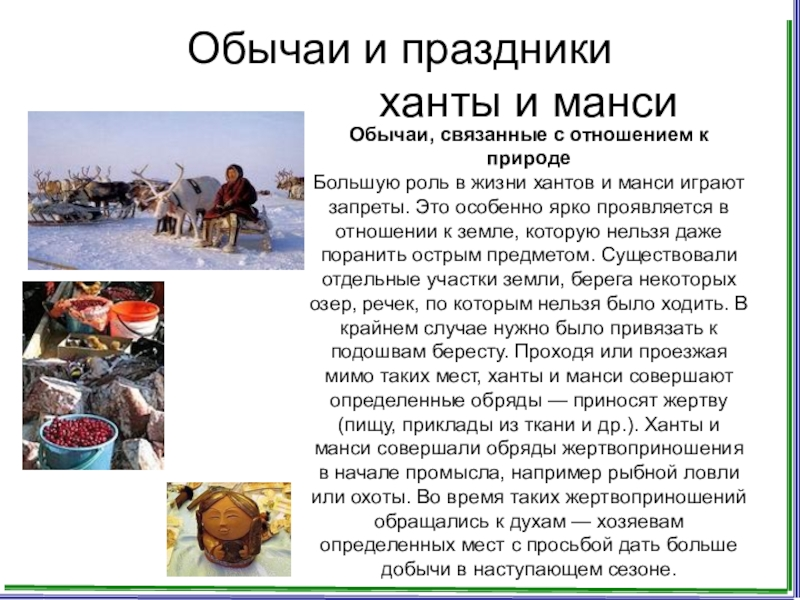 Обычаи и праздники
ханты и манси
Обычаи, связанные с отношением к
природе
Большую роль в жизни хантов и манси играют
запреты. Это особенно ярко проявляется в
отношении к земле, которую нельзя даже
поранить острым предметом. Существовали
отдельные участки земли, берега некоторых
озер, речек, по которым нельзя было ходить. В
крайнем случае нужно было привязать к
подошвам бересту. Проходя или проезжая
мимо таких мест, ханты и манси совершают
определенные обряды — приносят жертву
(пищу, приклады из ткани и др.). Ханты и
манси совершали обряды жертвоприношения
в начале промысла, например рыбной ловли
или охоты. Во время таких жертвоприношений
обращались к духам — хозяевам
определенных мест с просьбой дать больше
добычи в наступающем сезоне.